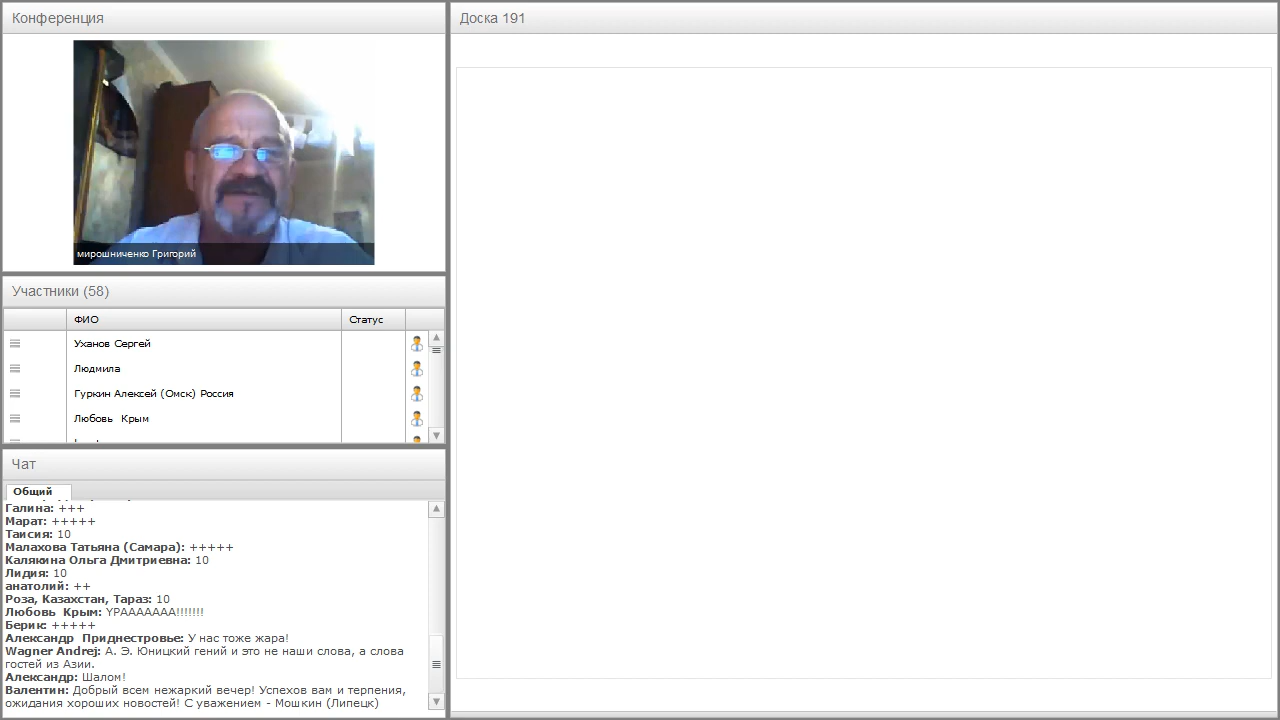 Конференция
Доска 191
мирошниченко Григорий
Участники (58)
ФИО Статус
Уханов Сергей
Людмила
Гуркин Алексей (Омск) Россия
Любовь Крым
Чат
Общий
Галина: +++
Марат: +++++
Таисия: 10
Малахова Татьяна (Самара): +++++
Калякина Ольга Дмитриевна: 10
Лидия: 10
анатолий: ++
Роза, Казахстан, Тараз: 10
Любовь Крым: YPAAAAAAA!!!!!!!
Берик: +++++
Александр Приднестровье: У нас тоже жара!
Wagner Andrej: А. Э. Юницкий гений и это не наши слова, а слова
гостей из Азии.
Александр: Шалом!
Валентин: Добрый всем нежаркий вечер! Успехов вам и терпения,
ожидания хороших новостей! С уважением - Мошкин (Липецк)